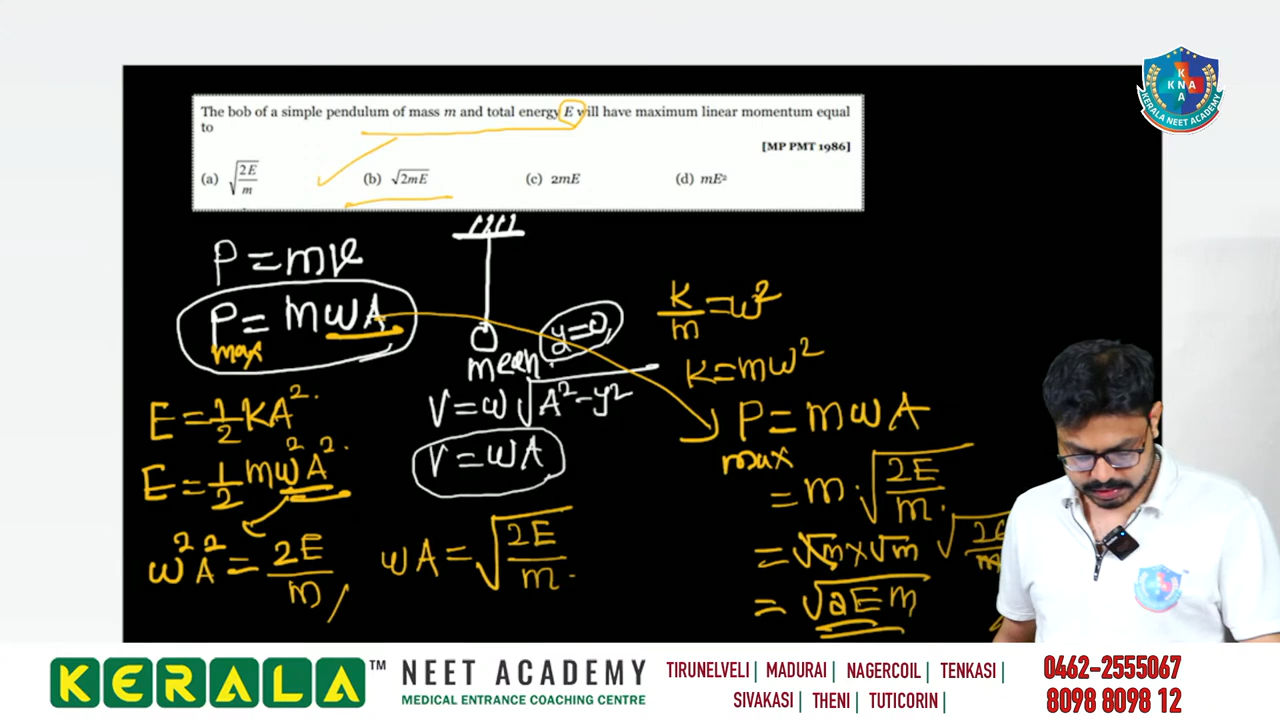 The bob of a simple pendulum of mass m and total energy E will have maximum linear momentum equal
to
[MP PMT 1986]
(a) √(2E/m) (b) √2mE (c) 2mE (d) mE²
P = mv
P max = mωA
E = 1/2 KA²
E = 1/2 mω²A²
ω²A² = 2E/m
mean
y=0
V = ω√(A²-y²)
V = ωA
ωA = √(2E/m)
K/m = ω²
K = mω²
P max = mωA
= m · √(2E/m)
= √m × √m
= √2Em
KNA
KERALA NEET ACADEMY
KERALA™ NEET ACADEMY
MEDICAL ENTRANCE COACHING CENTRE
TIRUNELVELI | MADURAI | NAGERCOIL | TENKASI |
SIVAKASI | THENI | TUTICORIN |
0462-2555067
8098 8098 12